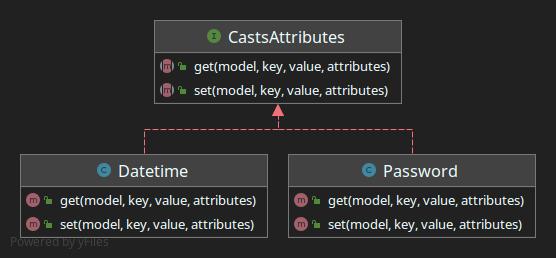 CastsAttributes
get(model, key, value, attributes)
set(model, key, value, attributes)
Datetime
get(model, key, value, attributes)
set(model, key, value, attributes)
Password
get(model, key, value, attributes)
set(model, key, value, attributes)
Powered by yFiles